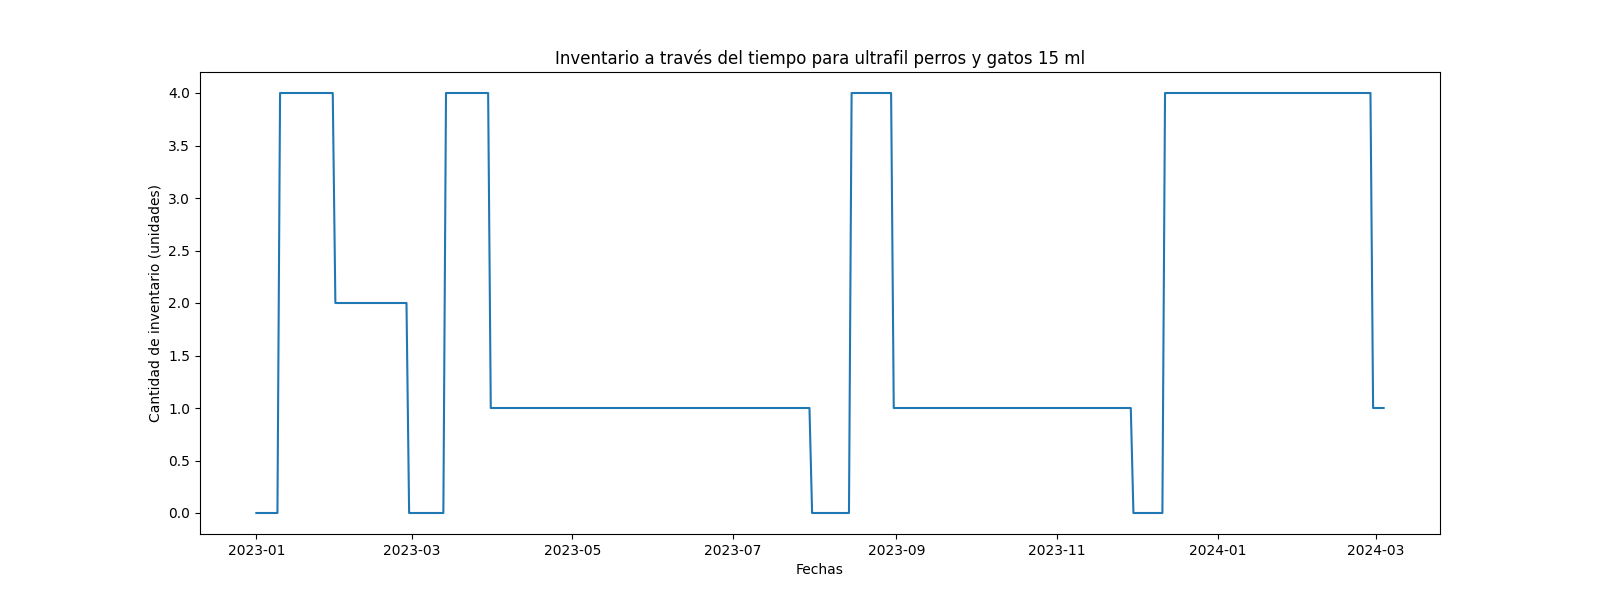 Inventario a través del tiempo para ultrafil perros y gatos 15 ml
Cantidad de inventario (unidades)
4.0
3.5
3.0
2.5
2.0
1.5
1.0
0.5
0.0
2023-01 2023-03 2023-05 2023-07 2023-09 2023-11 2024-01 2024-03
Fechas